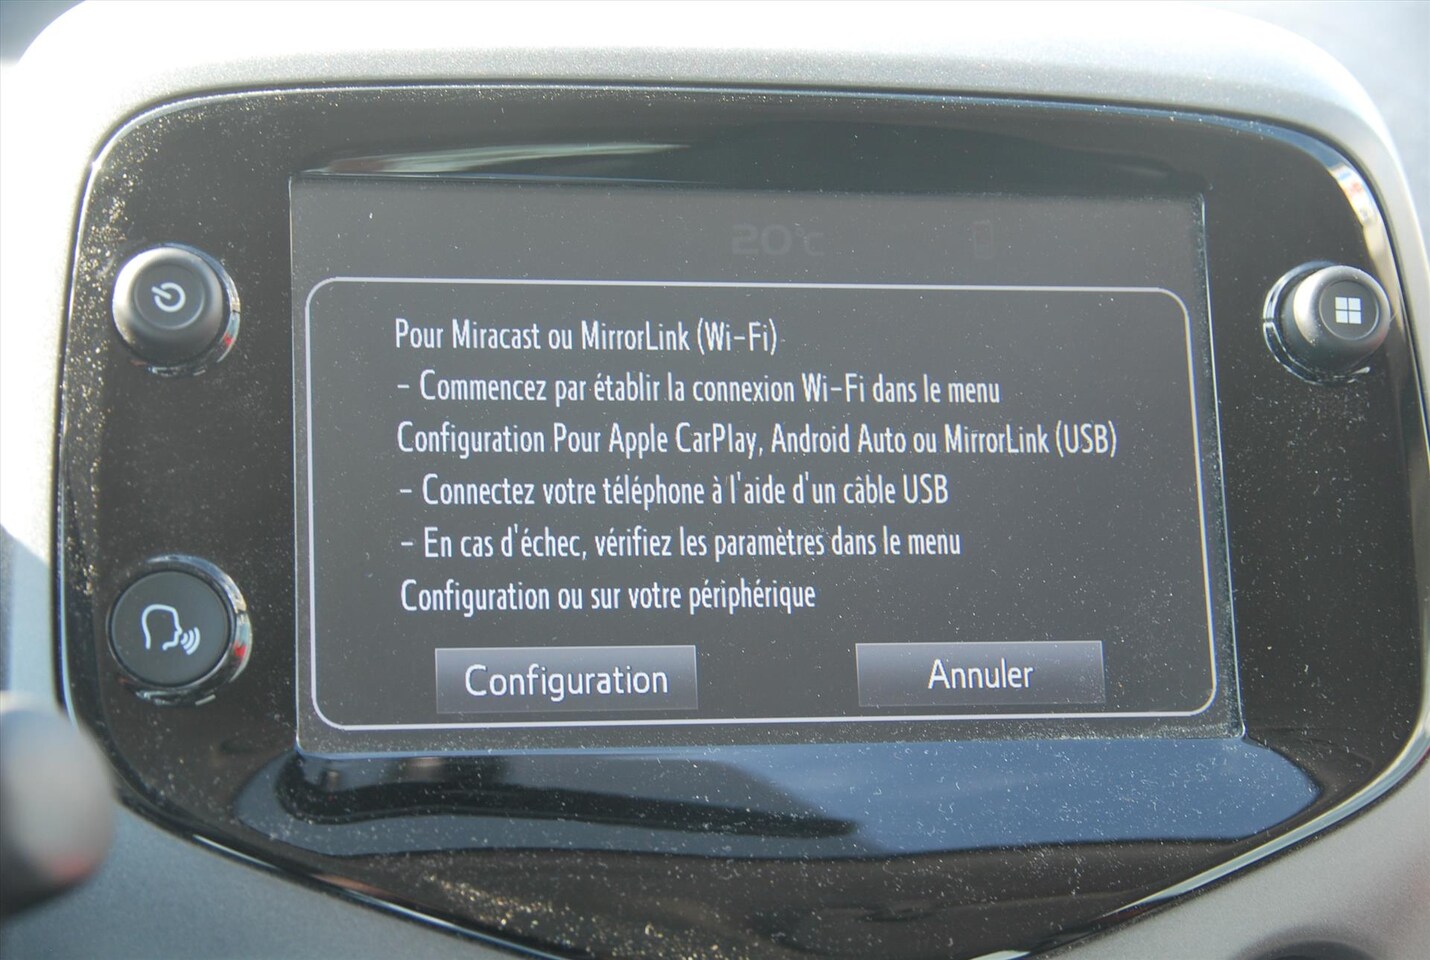 20°c
Pour Miracast ou MirrorLink (Wi-Fi)
- Commencez par établir la connexion Wi-Fi dans le menu
Configuration Pour Apple CarPlay, Android Auto ou MirrorLink (USB)
- Connectez votre téléphone à l'aide d'un câble USB
- En cas d'échec, vérifiez les paramètres dans le menu
Configuration ou sur votre périphérique
Configuration
Annuler